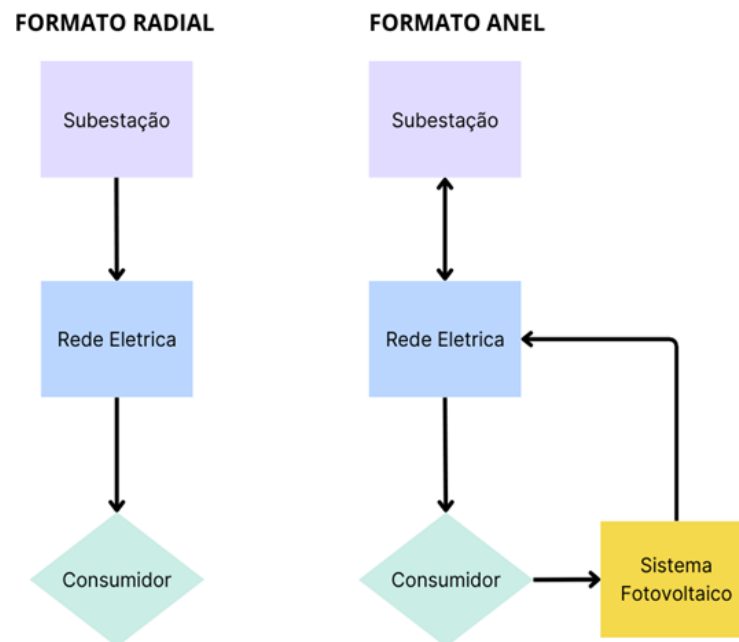 FORMATO RADIAL
Subestação
Rede Eletrica
Consumidor
FORMATO ANEL
Subestação
Rede Eletrica
Consumidor
Sistema
Fotovoltaico